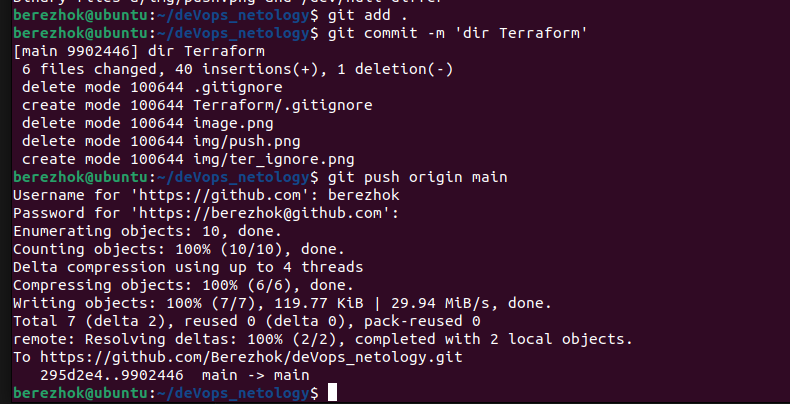 berezhok@ubuntu:~/deVops_netology$ git add .
berezhok@ubuntu:~/deVops_netology$ git commit -m 'dir Terraform'
[main 9902446] dir Terraform
 6 files changed, 40 insertions(+), 1 deletion(-)
 delete mode 100644 .gitignore
 create mode 100644 Terraform/.gitignore
 delete mode 100644 image.png
 delete mode 100644 img/push.png
 create mode 100644 img/ter_ignore.png
berezhok@ubuntu:~/deVops_netology$ git push origin main
Username for 'https://github.com': berezhok
Password for 'https://berezhok@github.com':
Enumerating objects: 10, done.
Counting objects: 100% (10/10), done.
Delta compression using up to 4 threads
Compressing objects: 100% (6/6), done.
Writing objects: 100% (7/7), 119.77 KiB | 29.94 MiB/s, done.
Total 7 (delta 2), reused 0 (delta 0), pack-reused 0
remote: Resolving deltas: 100% (2/2), completed with 2 local objects.
To https://github.com/Berezhok/deVops_netology.git
   295d2e4..9902446  main -> main
berezhok@ubuntu:~/deVops_netology$